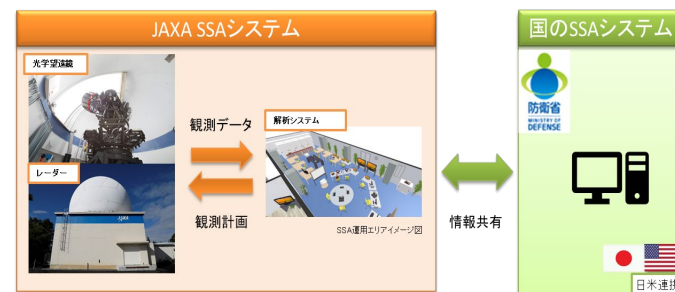 JAXA SSAシステム
光学望遠鏡
レーダー
JAXA
観測データ
観測計画
解析システム
SSA運用エリアイメージ図
情報共有
国のSSAシステム
防衛省
MINISTRY OF
DEFENSE
日米連携